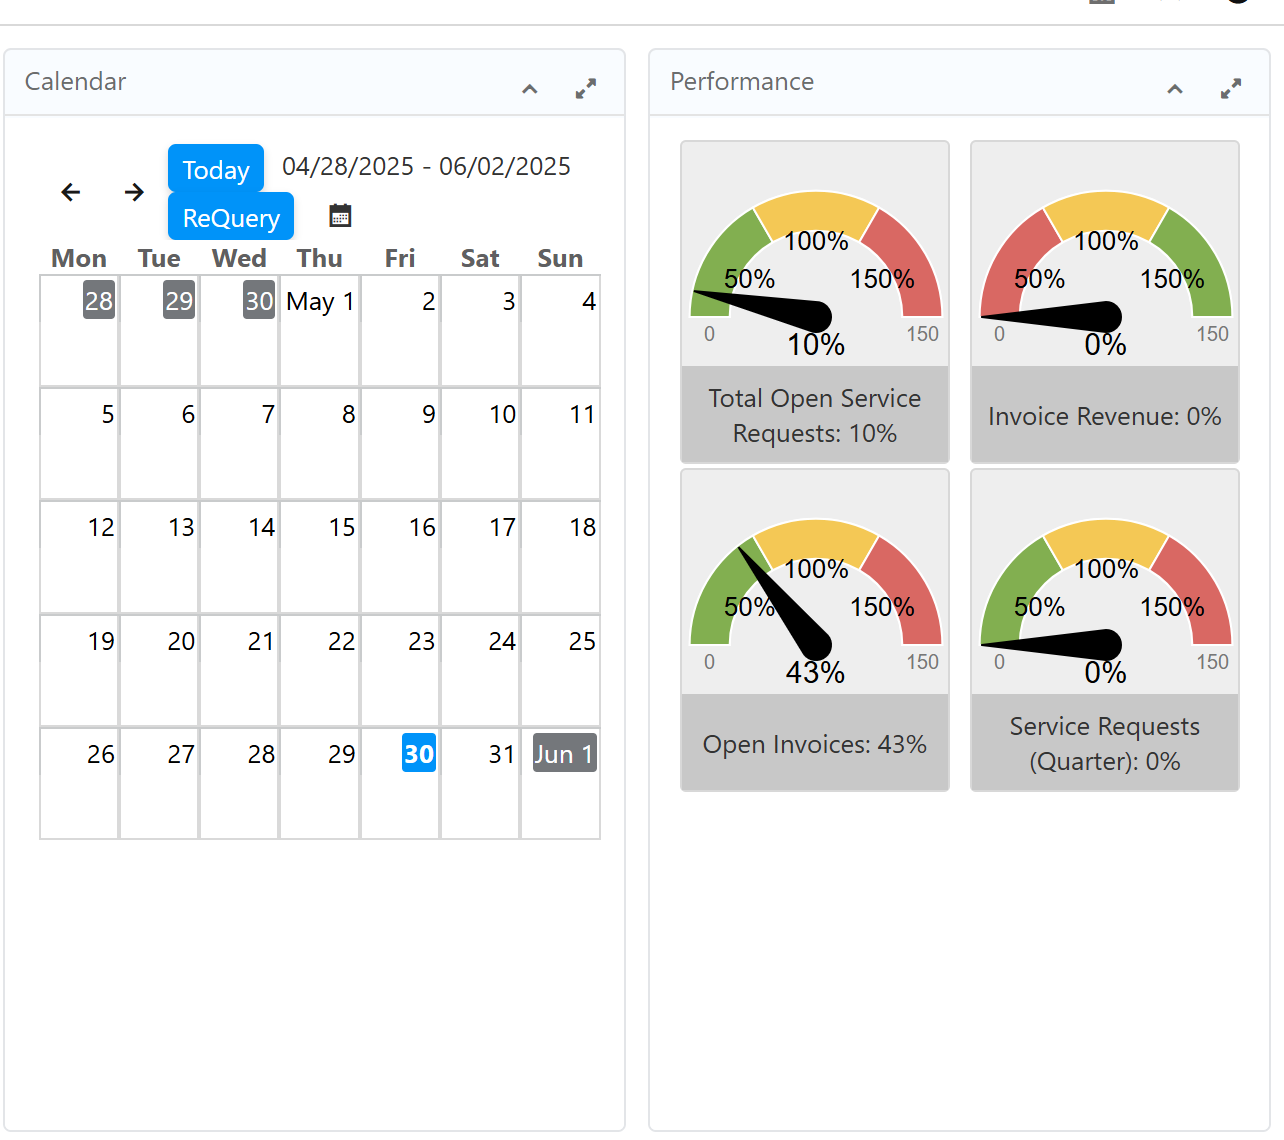 Calendar
Today
04/28/2025 - 06/02/2025
ReQuery
Mon Tue Wed Thu Fri Sat Sun
28 29 30 May 1 2 3 4
5 6 7 8 9 10 11
12 13 14 15 16 17 18
19 20 21 22 23 24 25
26 27 28 29 30 31 Jun 1
Performance
100%
50% 150%
0 150
10%
Total Open Service
Requests: 10%
100%
50% 150%
0 150
0%
Invoice Revenue: 0%
100%
50% 150%
0 150
43%
Open Invoices: 43%
100%
50% 150%
0 150
0%
Service Requests
(Quarter): 0%